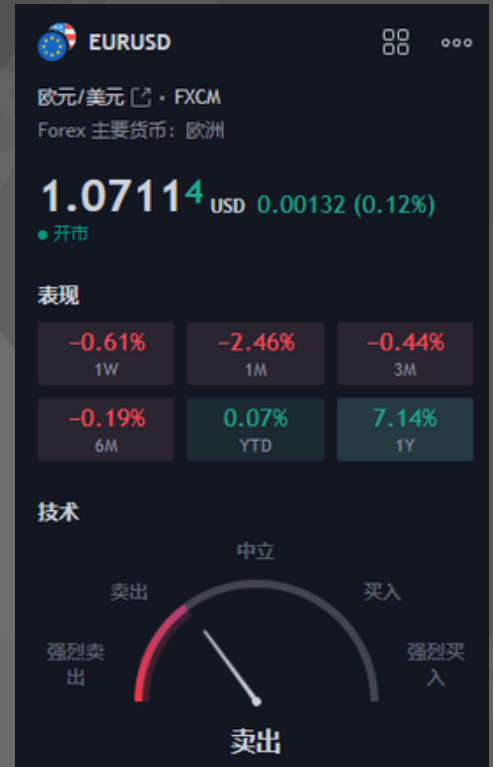 EURUSD
欧元/美元 · FXCM
Forex 主要货币：欧洲
1.07114 USD 0.00132 (0.12%)
开市
表现
−0.61% −2.46% −0.44%
1W 1M 3M
−0.19% 0.07% 7.14%
6M YTD 1Y
技术
中立
卖出 买入
强烈卖出 强烈买入
卖出